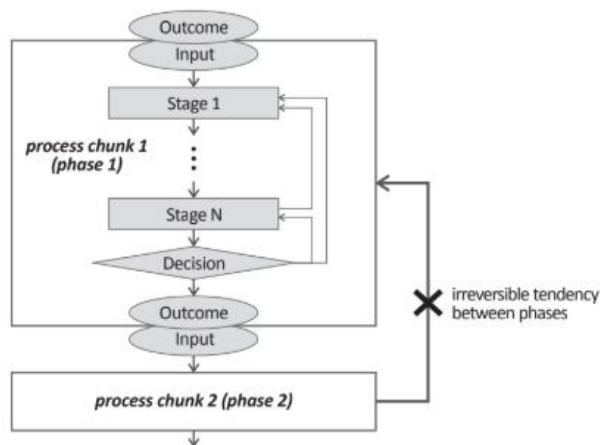 Outcome
Input
Stage 1
process chunk 1
(phase 1)
Stage N
Decision
Outcome
Input
irreversible tendency
between phases
process chunk 2 (phase 2)